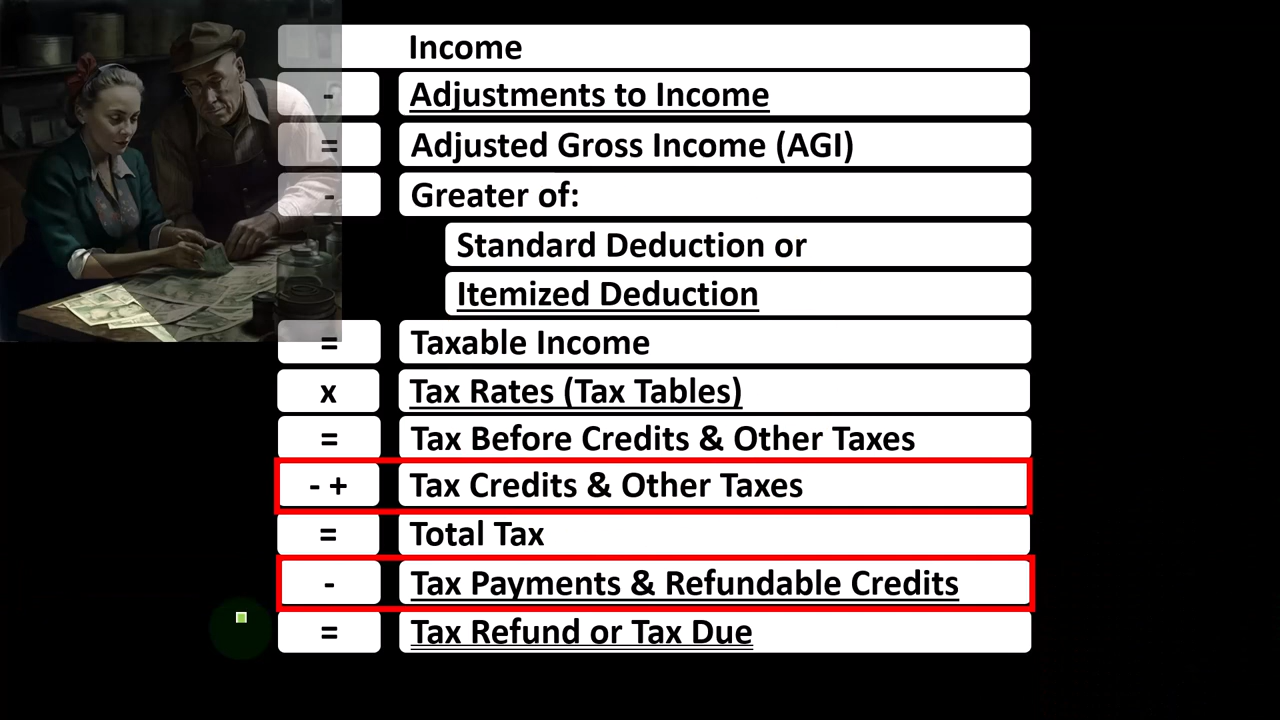 Income
- Adjustments to Income
= Adjusted Gross Income (AGI)
- Greater of:
Standard Deduction or
Itemized Deduction
= Taxable Income
x Tax Rates (Tax Tables)
= Tax Before Credits & Other Taxes
- + Tax Credits & Other Taxes
= Total Tax
- Tax Payments & Refundable Credits
= Tax Refund or Tax Due